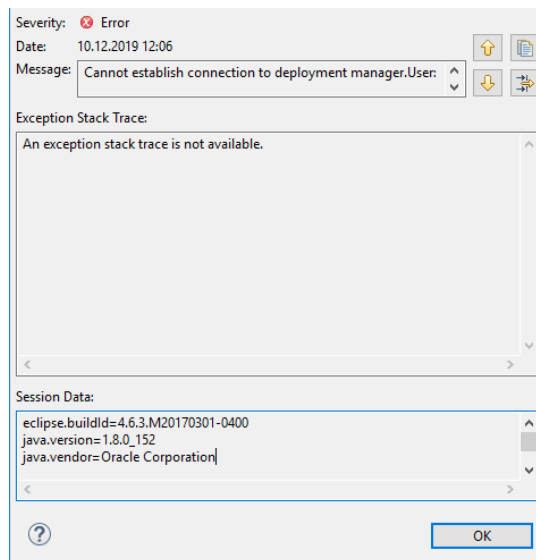 Severity: Error
Date: 10.12.2019 12:06
Message: Cannot establish connection to deployment manager.User:
Exception Stack Trace:
An exception stack trace is not available.
Session Data:
eclipse.buildId=4.6.3.M20170301-0400
java.version=1.8.0_152
java.vendor=Oracle Corporation
?
OK